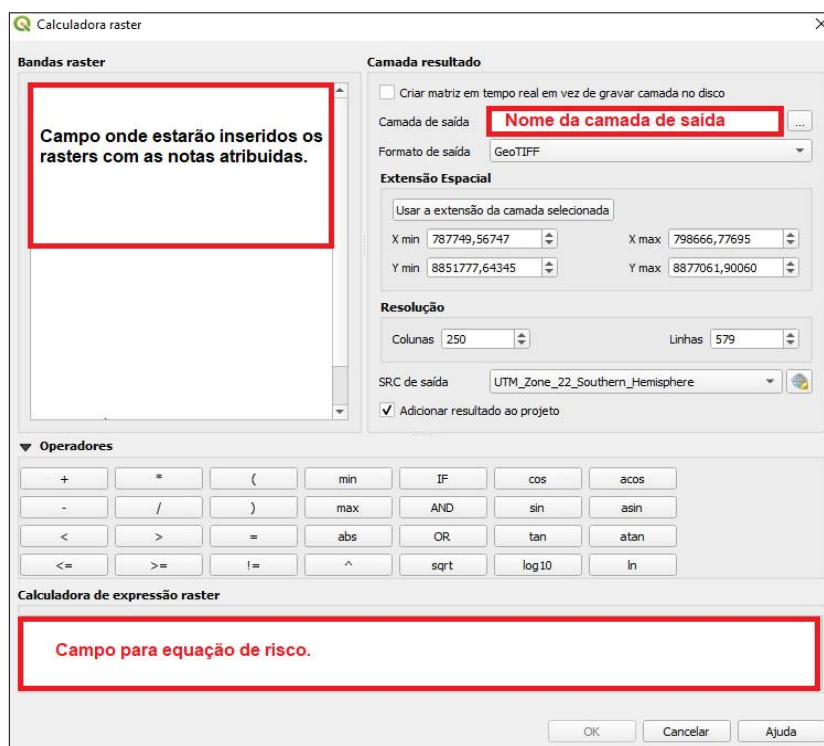 Calculadora raster
Bandas raster
Campo onde estarão inseridos os
rasters com as notas atribuidas.
Camada resultado
Criar matriz em tempo real em vez de gravar camada no disco
Camada de saída Nome da camada de saída ...
Formato de saída GeoTIFF
Extensão Espacial
Usar a extensão da camada selecionada
X min 787749,56747 X max 798666,77695
Y min 8851777,64345 Y max 8877061,90060
Resolução
Colunas 250 Linhas 579
SRC de saída UTM_Zone_22_Southern_Hemisphere
Adicionar resultado ao projeto
Operadores
+ * ( min IF cos acos
- / ) max AND sin asin
< > = abs OR tan atan
<= >= != ^ sqrt log10 ln
Calculadora de expressão raster
Campo para equação de risco.
OK Cancelar Ajuda